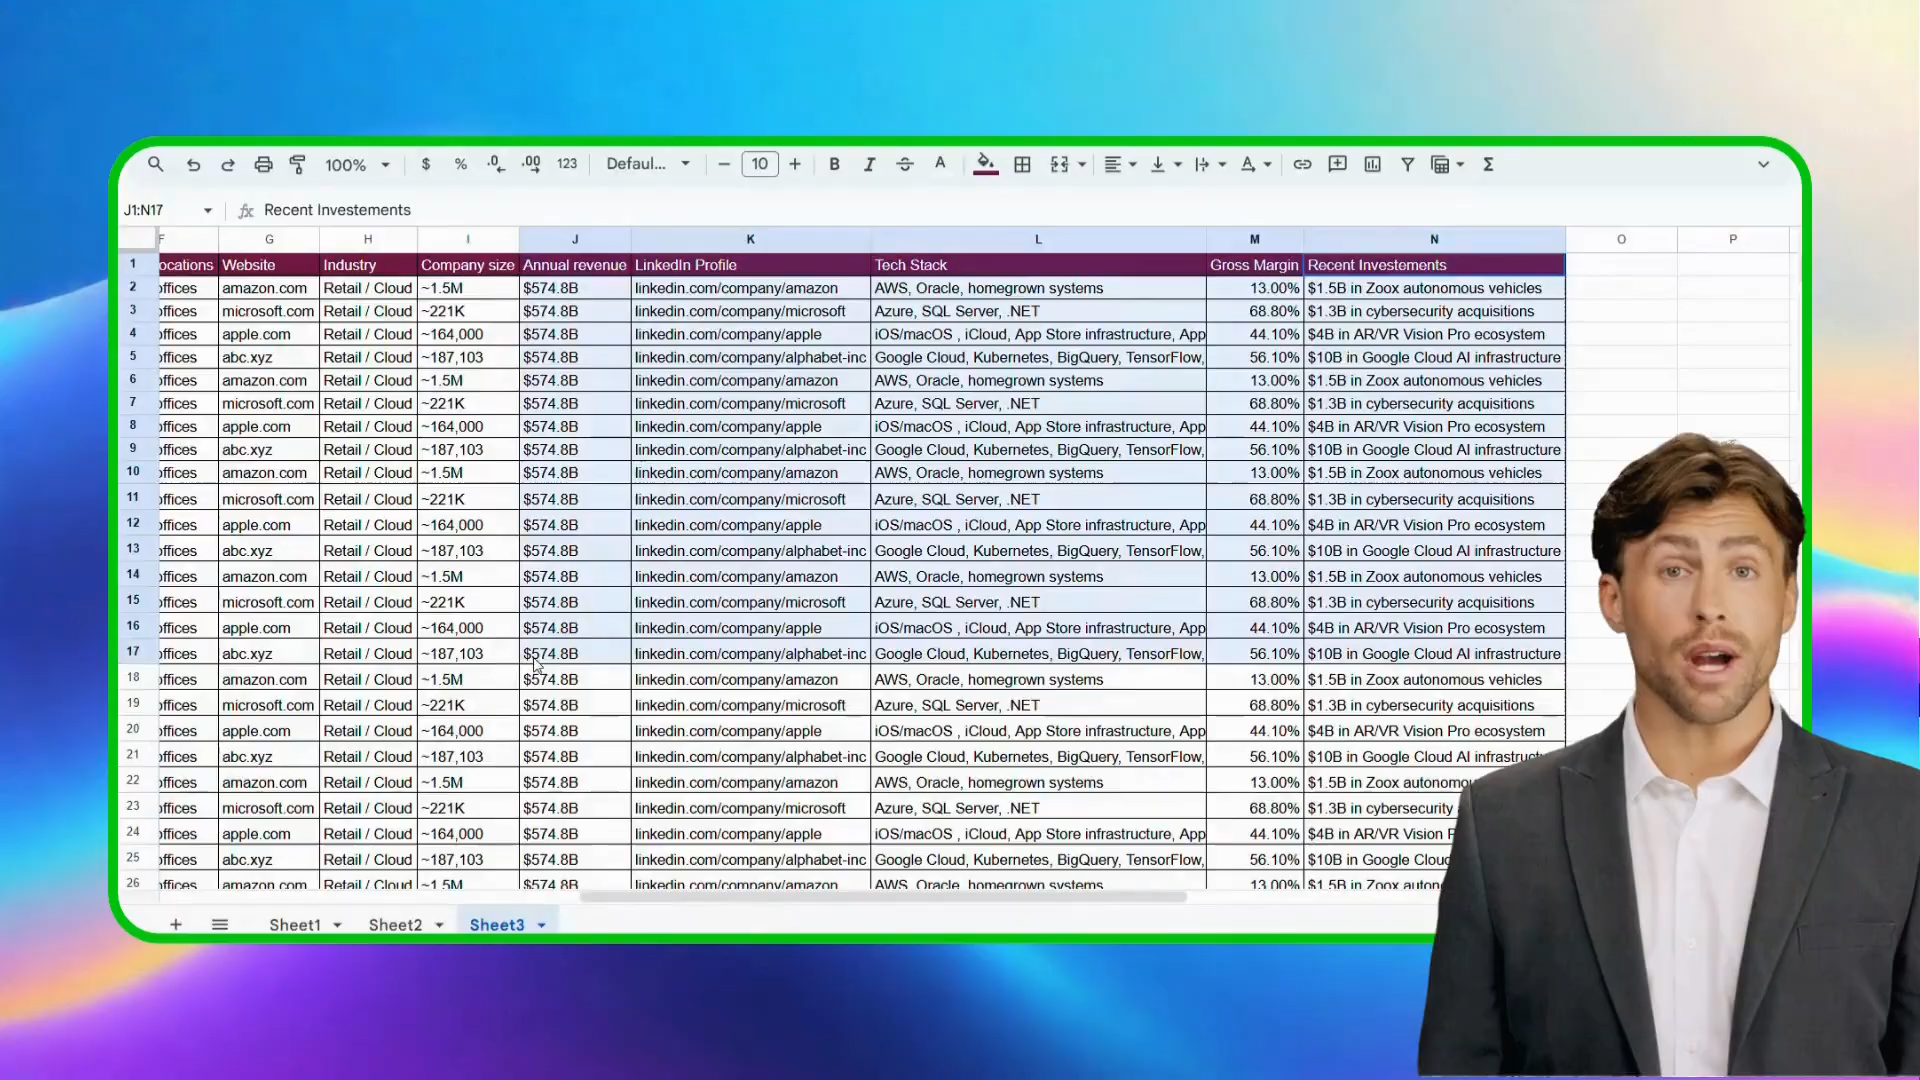 100% $ % .0 .00 123 Defaul... 10 B I A A Σ
J1:N17 fx Recent Investements
F G H I J K L M N O P
1 ocations Website Industry Company size Annual revenue LinkedIn Profile Tech Stack Gross Margin Recent Investements
2 offices amazon.com Retail / Cloud ~1.5M $574.8B linkedin.com/company/amazon AWS, Oracle, homegrown systems 13.00% $1.5B in Zoox autonomous vehicles
3 offices microsoft.com Retail / Cloud ~221K $574.8B linkedin.com/company/microsoft Azure, SQL Server, .NET 68.80% $1.3B in cybersecurity acquisitions
4 offices apple.com Retail / Cloud ~164,000 $574.8B linkedin.com/company/apple iOS/macOS , iCloud, App Store infrastructure, App 44.10% $4B in AR/VR Vision Pro ecosystem
5 offices abc.xyz Retail / Cloud ~187,103 $574.8B linkedin.com/company/alphabet-inc Google Cloud, Kubernetes, BigQuery, TensorFlow, 56.10% $10B in Google Cloud AI infrastructure
6 offices amazon.com Retail / Cloud ~1.5M $574.8B linkedin.com/company/amazon AWS, Oracle, homegrown systems 13.00% $1.5B in Zoox autonomous vehicles
7 offices microsoft.com Retail / Cloud ~221K $574.8B linkedin.com/company/microsoft Azure, SQL Server, .NET 68.80% $1.3B in cybersecurity acquisitions
8 offices apple.com Retail / Cloud ~164,000 $574.8B linkedin.com/company/apple iOS/macOS , iCloud, App Store infrastructure, App 44.10% $4B in AR/VR Vision Pro ecosystem
9 offices abc.xyz Retail / Cloud ~187,103 $574.8B linkedin.com/company/alphabet-inc Google Cloud, Kubernetes, BigQuery, TensorFlow, 56.10% $10B in Google Cloud AI infrastructure
10 offices amazon.com Retail / Cloud ~1.5M $574.8B linkedin.com/company/amazon AWS, Oracle, homegrown systems 13.00% $1.5B in Zoox autonomous vehicles
11 offices microsoft.com Retail / Cloud ~221K $574.8B linkedin.com/company/microsoft Azure, SQL Server, .NET 68.80% $1.3B in cybersecurity acquisitions
12 offices apple.com Retail / Cloud ~164,000 $574.8B linkedin.com/company/apple iOS/macOS , iCloud, App Store infrastructure, App 44.10% $4B in AR/VR Vision Pro ecosystem
13 offices abc.xyz Retail / Cloud ~187,103 $574.8B linkedin.com/company/alphabet-inc Google Cloud, Kubernetes, BigQuery, TensorFlow, 56.10% $10B in Google Cloud AI infrastructure
14 offices amazon.com Retail / Cloud ~1.5M $574.8B linkedin.com/company/amazon AWS, Oracle, homegrown systems 13.00% $1.5B in Zoox autonomous vehicles
15 offices microsoft.com Retail / Cloud ~221K $574.8B linkedin.com/company/microsoft Azure, SQL Server, .NET 68.80% $1.3B in cybersecurity acquisitions
16 offices apple.com Retail / Cloud ~164,000 $574.8B linkedin.com/company/apple iOS/macOS , iCloud, App Store infrastructure, App 44.10% $4B in AR/VR Vision Pro ecosystem
17 offices abc.xyz Retail / Cloud ~187,103 $574.8B linkedin.com/company/alphabet-inc Google Cloud, Kubernetes, BigQuery, TensorFlow, 56.10% $10B in Google Cloud AI infrastructure
18 offices amazon.com Retail / Cloud ~1.5M $574.8B linkedin.com/company/amazon AWS, Oracle, homegrown systems 13.00% $1.5B in Zoox autonomous vehicles
19 offices microsoft.com Retail / Cloud ~221K $574.8B linkedin.com/company/microsoft Azure, SQL Server, .NET 68.80% $1.3B in cybersecurity acquisitions
20 offices apple.com Retail / Cloud ~164,000 $574.8B linkedin.com/company/apple iOS/macOS , iCloud, App Store infrastructure, App 44.10% $4B in AR/VR Vision Pro ecosystem
21 offices abc.xyz Retail / Cloud ~187,103 $574.8B linkedin.com/company/alphabet-inc Google Cloud, Kubernetes, BigQuery, TensorFlow, 56.10% $10B in Google Cloud AI infrastructure
22 offices amazon.com Retail / Cloud ~1.5M $574.8B linkedin.com/company/amazon AWS, Oracle, homegrown systems 13.00% $1.5B in Zoox autonomou
23 offices microsoft.com Retail / Cloud ~221K $574.8B linkedin.com/company/microsoft Azure, SQL Server, .NET 68.80% $1.3B in cybersecurity
24 offices apple.com Retail / Cloud ~164,000 $574.8B linkedin.com/company/apple iOS/macOS , iCloud, App Store infrastructure, App 44.10% $4B in AR/VR Vision P
25 offices abc.xyz Retail / Cloud ~187,103 $574.8B linkedin.com/company/alphabet-inc Google Cloud, Kubernetes, BigQuery, TensorFlow, 56.10% $10B in Google Cloud
26 offices amazon.com Retail / Cloud ~1.5M $574.8B linkedin.com/company/amazon AWS, Oracle, homegrown systems 13.00% $1.5B in Zoox auton
+ Sheet1 Sheet2 Sheet3